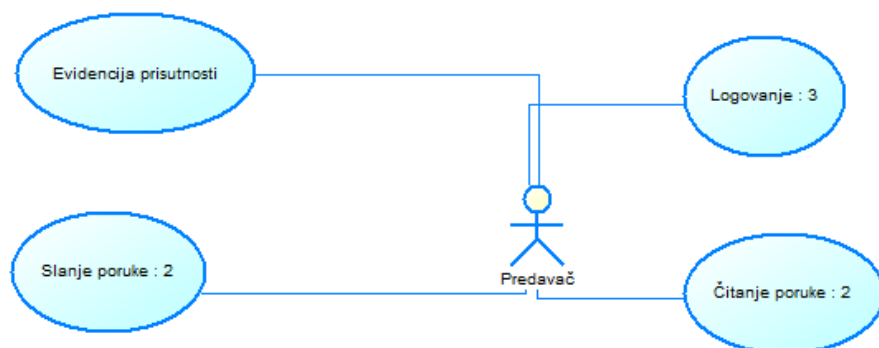 Evidencija prisutnosti
Logovanje : 3
Slanje poruke : 2
Predavač
Čitanje poruke : 2